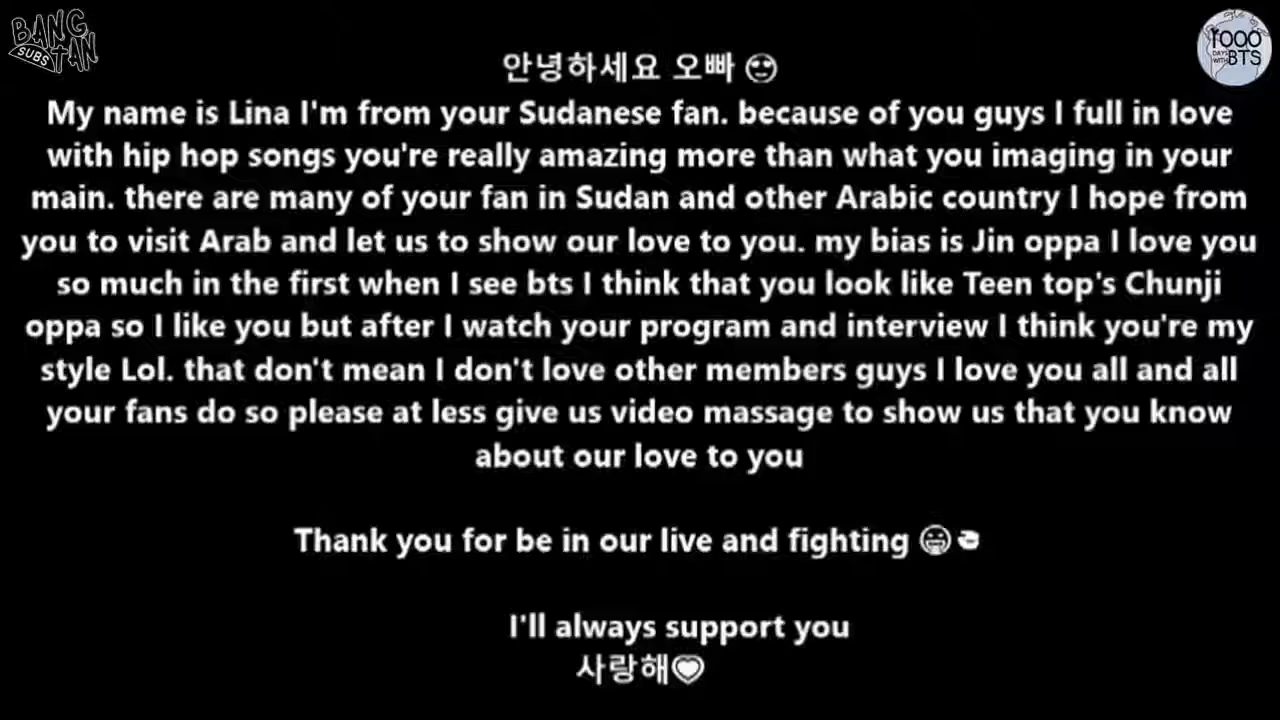 BANG
TAN
SUBS
1000
DAYS
WITH BTS
안녕하세요 오빠 😍
My name is Lina I'm from your Sudanese fan. because of you guys I full in love
with hip hop songs you're really amazing more than what you imaging in your
main. there are many of your fan in Sudan and other Arabic country I hope from
you to visit Arab and let us to show our love to you. my bias is Jin oppa I love you
so much in the first when I see bts I think that you look like Teen top's Chunji
oppa so I like you but after I watch your program and interview I think you're my
style Lol. that don't mean I don't love other members guys I love you all and all
your fans do so please at less give us video massage to show us that you know
about our love to you
Thank you for be in our live and fighting
I'll always support you
사랑해💗